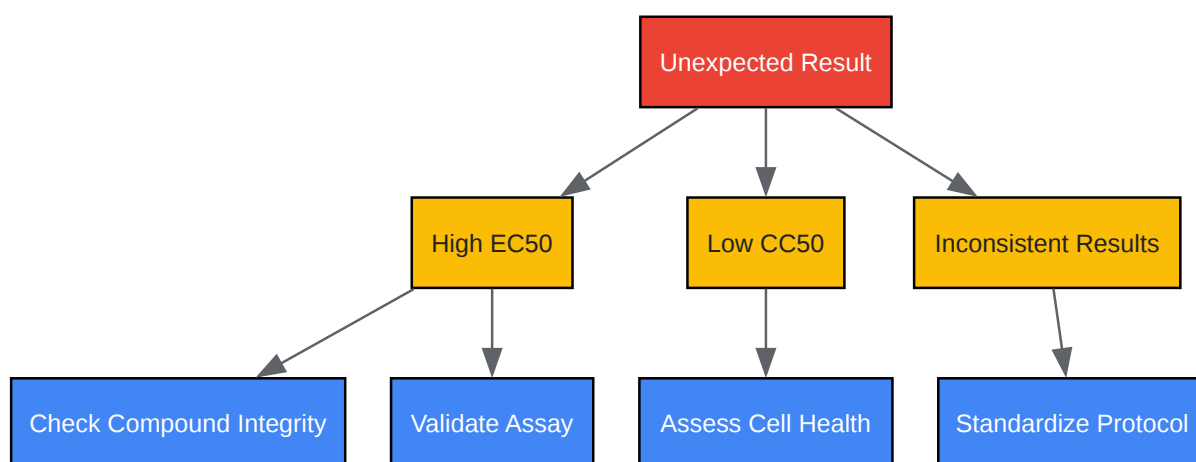 Unexpected Result
High EC50
Low CC50
Inconsistent Results
Check Compound Integrity
Validate Assay
Assess Cell Health
Standardize Protocol